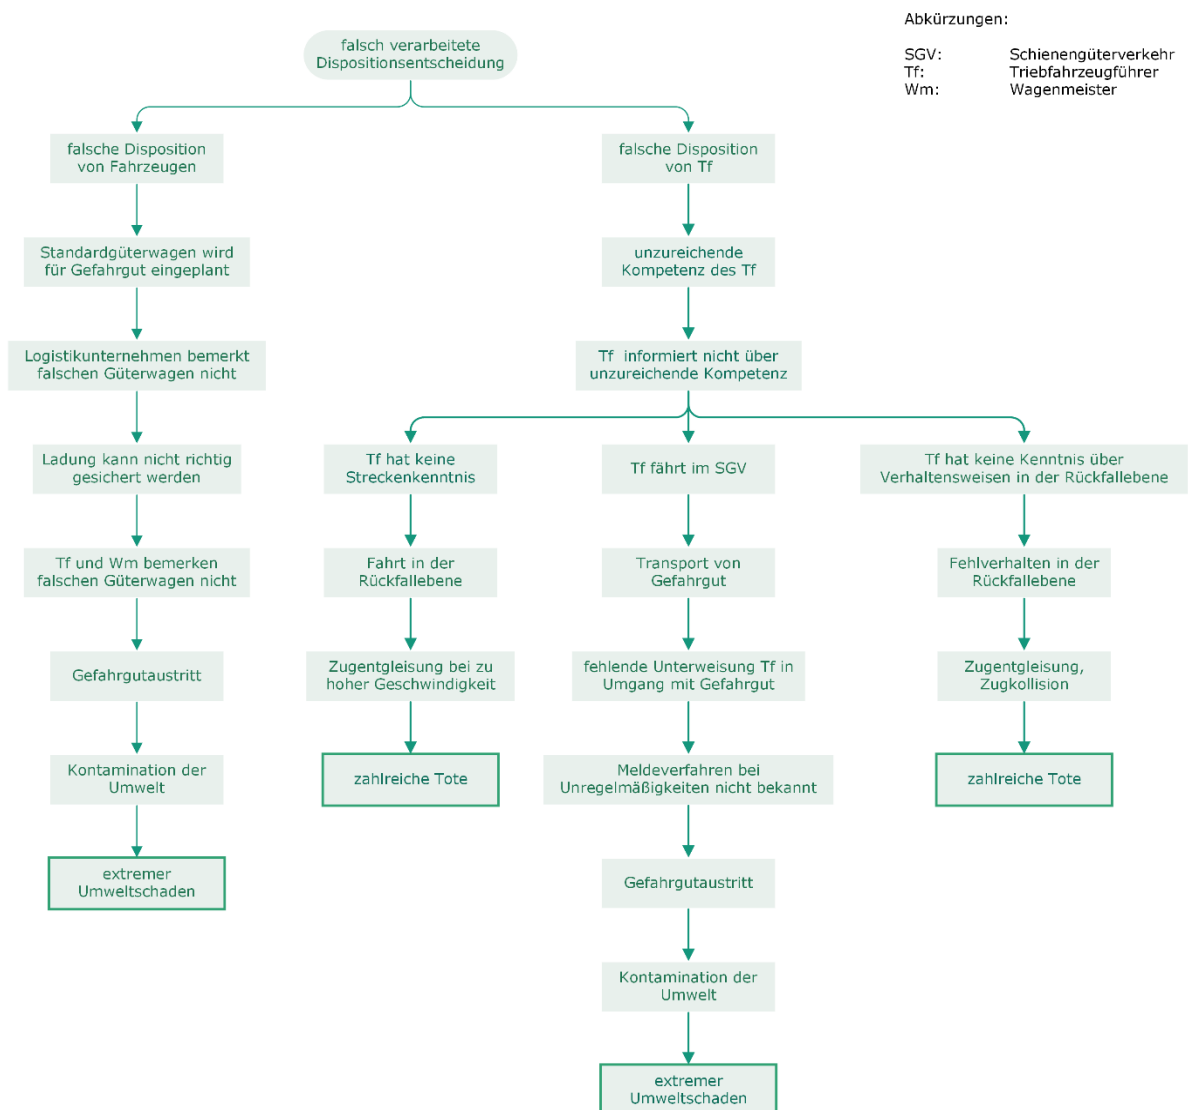 Abkürzungen:
SGV: Schienengüterverkehr
Tf: Triebfahrzeugführer
Wm: Wagenmeister
falsch verarbeitete
Dispositionsentscheidung
falsche Disposition
von Fahrzeugen
Standardgüterwagen wird
für Gefahrgut eingeplant
Logistikunternehmen bemerkt
falschen Güterwagen nicht
Ladung kann nicht richtig
gesichert werden
Tf und Wm bemerken
falschen Güterwagen nicht
Gefahrgutaustritt
Kontamination der
Umwelt
extremer
Umweltschaden
falsche Disposition
von Tf
unzureichende
Kompetenz des Tf
Tf informiert nicht über
unzureichende Kompetenz
Tf hat keine
Streckenkenntnis
Fahrt in der
Rückfallebene
Zugentgleisung bei zu
hoher Geschwindigkeit
zahlreiche Tote
Tf fährt im SGV
Transport von
Gefahrgut
fehlende Unterweisung Tf in
Umgang mit Gefahrgut
Meldeverfahren bei
Unregelmäßigkeiten nicht bekannt
Gefahrgutaustritt
Kontamination der
Umwelt
extremer
Umweltschaden
Tf hat keine Kenntnis über
Verhaltensweisen in der Rückfallebene
Fehlverhalten in der
Rückfallebene
Zugentgleisung,
Zugkollision
zahlreiche Tote